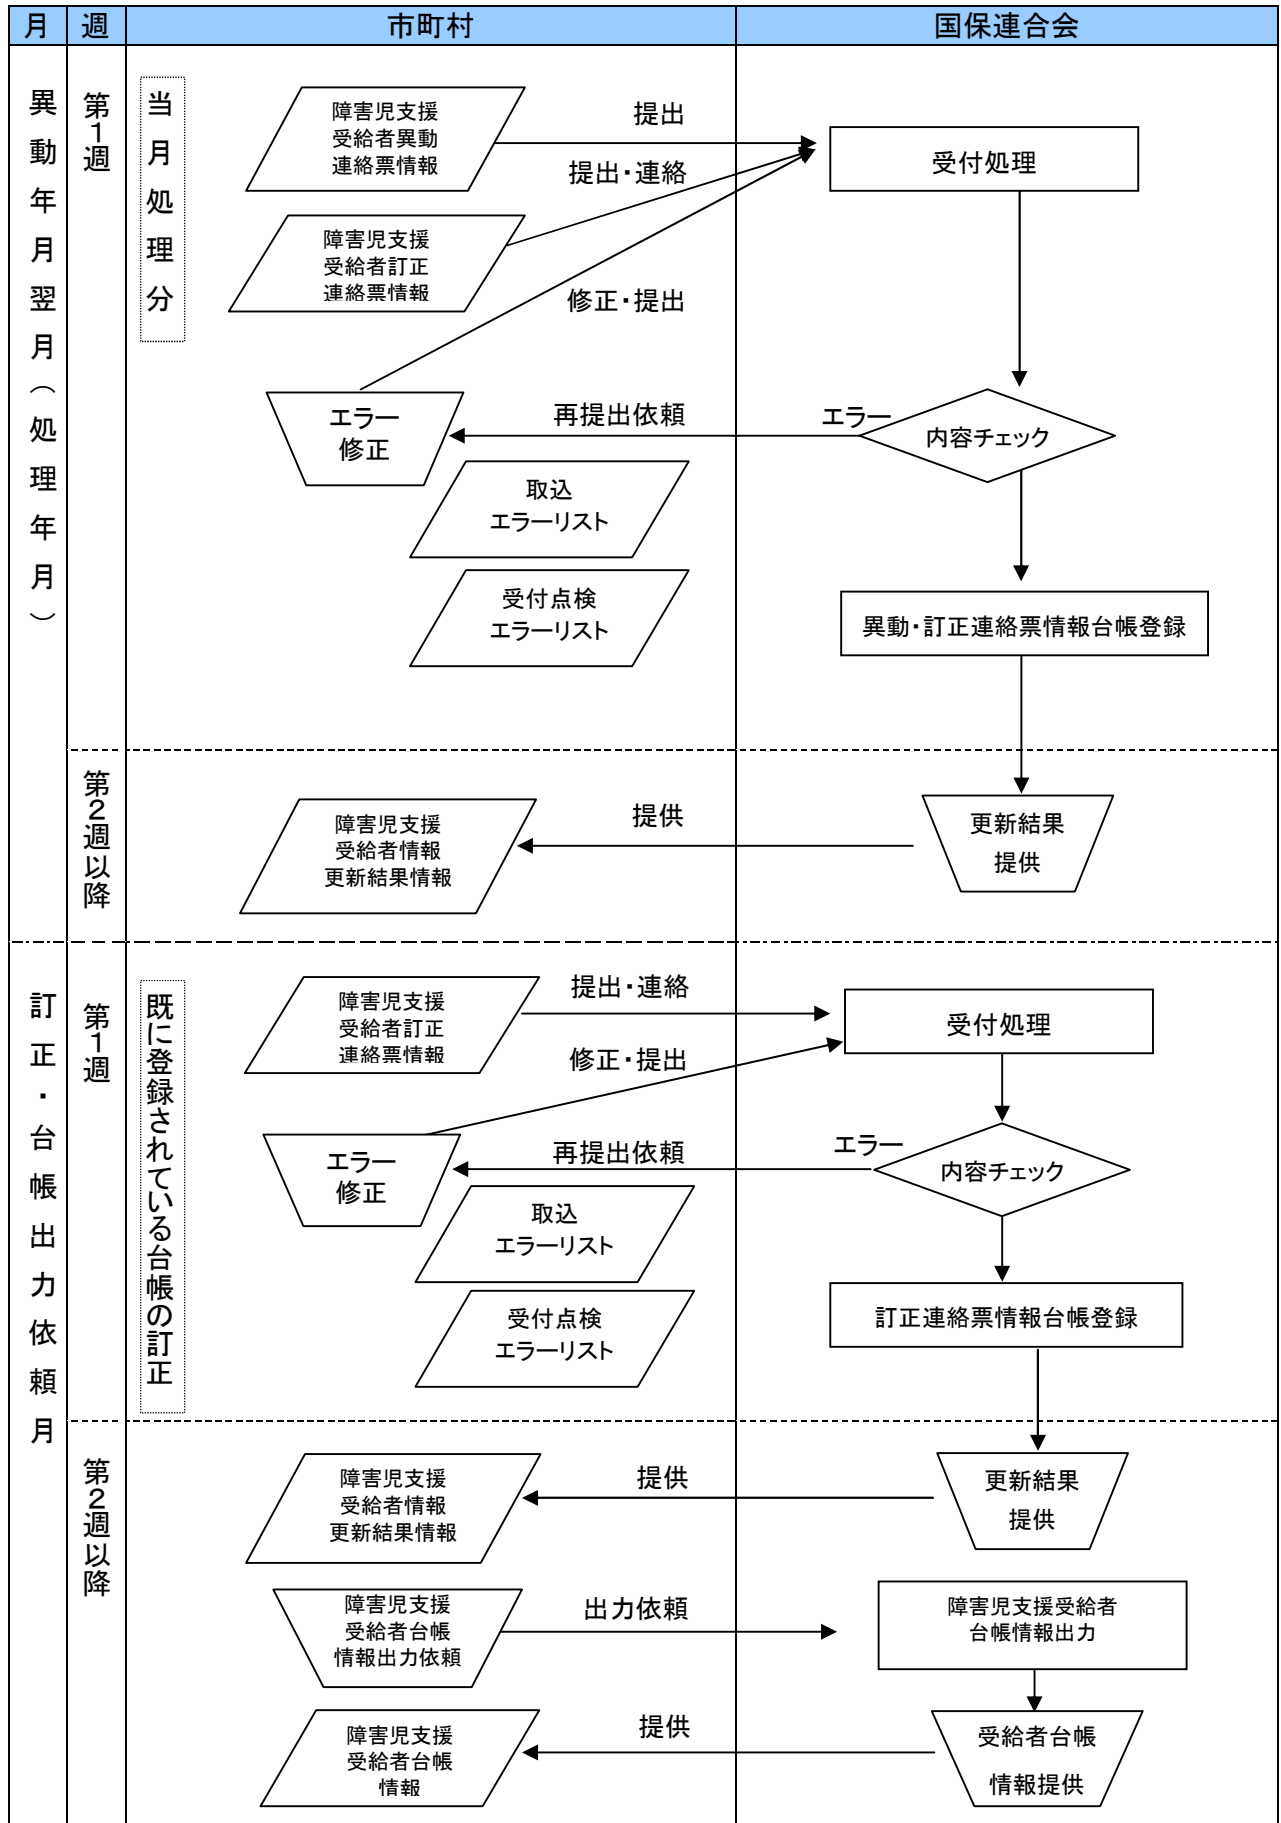 月
週
市町村
国保連合会
異動年月翌月（処理年月）
第1週
当月処理分
障害児支援
受給者異動
連絡票情報
提出
受付処理
提出・連絡
障害児支援
受給者訂正
連絡票情報
修正・提出
エラー
修正
再提出依頼
エラー
内容チェック
取込
エラーリスト
受付点検
エラーリスト
異動・訂正連絡票情報台帳登録
第2週以降
障害児支援
受給者情報
更新結果情報
提供
更新結果
提供
訂正・台帳出力依頼月
第1週
既に登録されている台帳の訂正
障害児支援
受給者訂正
連絡票情報
提出・連絡
受付処理
修正・提出
エラー
修正
再提出依頼
エラー
内容チェック
取込
エラーリスト
受付点検
エラーリスト
訂正連絡票情報台帳登録
第2週以降
障害児支援
受給者情報
更新結果情報
提供
更新結果
提供
障害児支援
受給者台帳
情報出力依頼
出力依頼
障害児支援受給者
台帳情報出力
障害児支援
受給者台帳
情報
提供
受給者台帳
情報提供